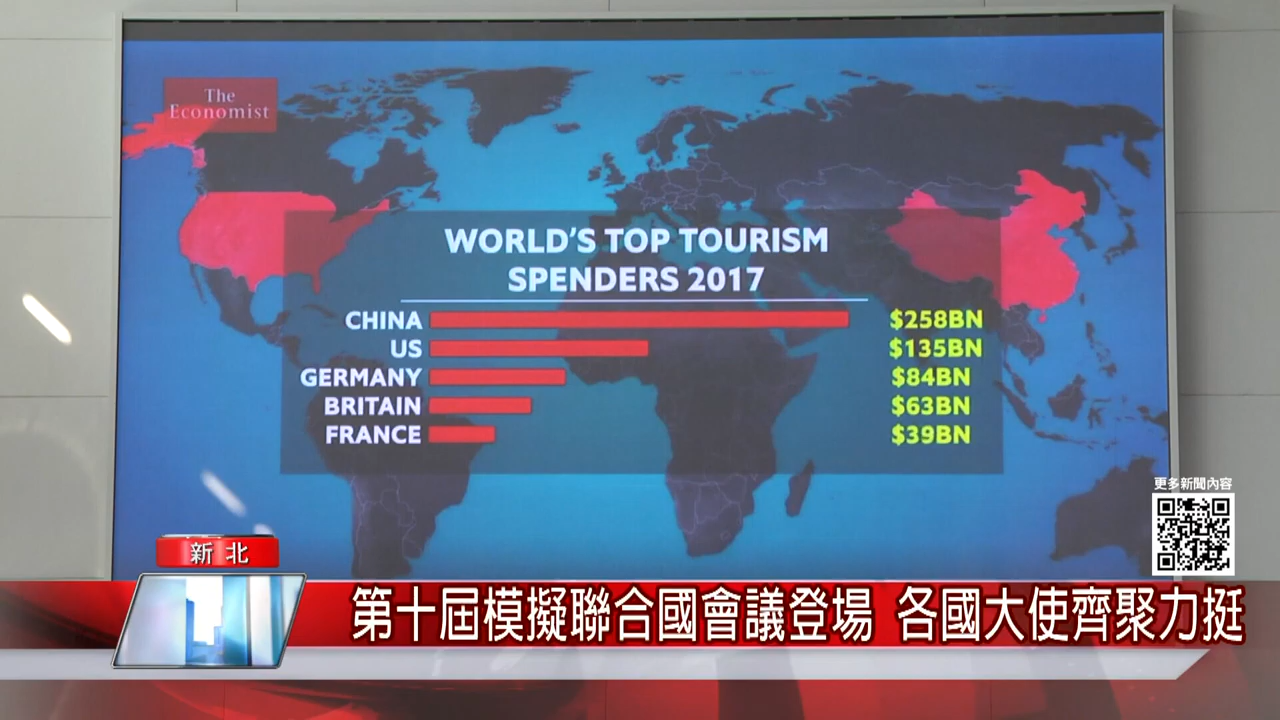 The
Economist
WORLD'S TOP TOURISM
SPENDERS 2017
CHINA $258BN
US $135BN
GERMANY $84BN
BRITAIN $63BN
FRANCE $39BN
更多新聞內容
新北
第十屆模擬聯合國會議登場 各國大使齊聚力挺